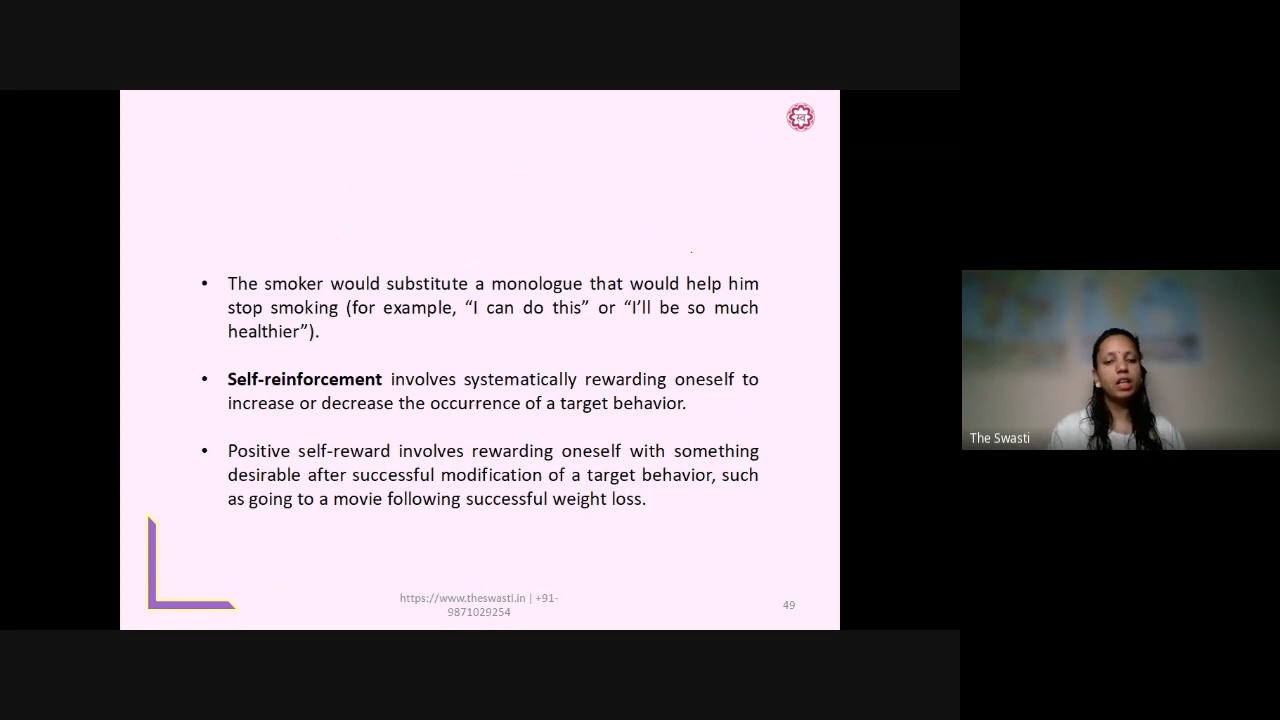 • The smoker would substitute a monologue that would help him
stop smoking (for example, “I can do this” or “I’ll be so much
healthier”).
• Self-reinforcement involves systematically rewarding oneself to
increase or decrease the occurrence of a target behavior.
• Positive self-reward involves rewarding oneself with something
desirable after successful modification of a target behavior, such
as going to a movie following successful weight loss.
https://www.theswasti.in | +91-
9871029254
49
The Swasti